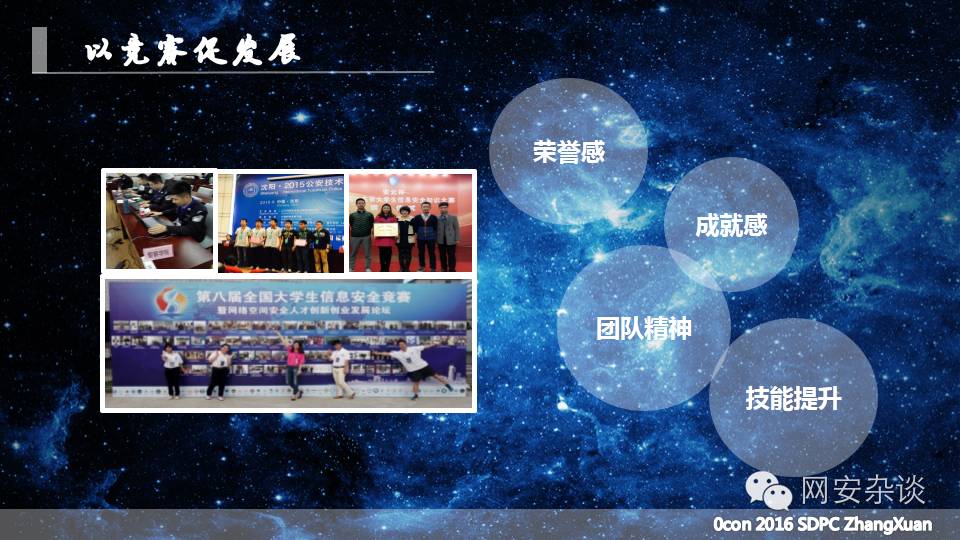 以竞赛促发展
荣誉感
成就感
团队精神
技能提升
沈阳·2015公安技术
第八届全国大学生信息安全竞赛
暨网络空间安全人才创新创业发展论坛
网安杂谈
0con 2016 SDPC ZhangXuan